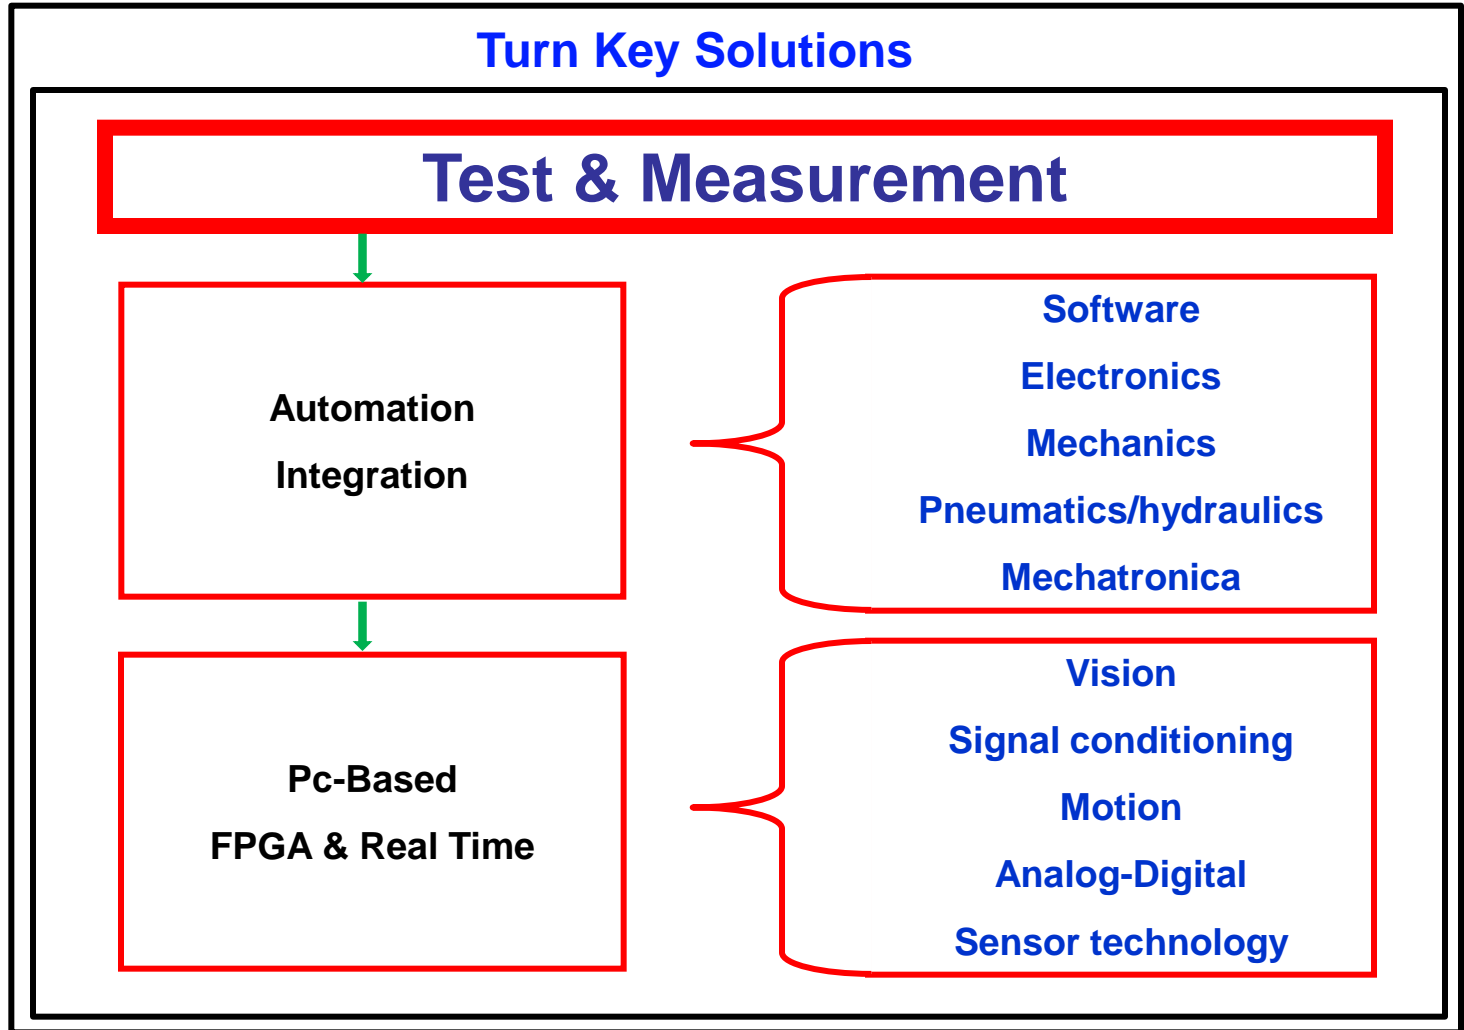 Turn Key Solutions
Test & Measurement
Automation
Integration
Software
Electronics
Mechanics
Pneumatics/hydraulics
Mechatronica
Pc-Based
FPGA & Real Time
Vision
Signal conditioning
Motion
Analog-Digital
Sensor technology